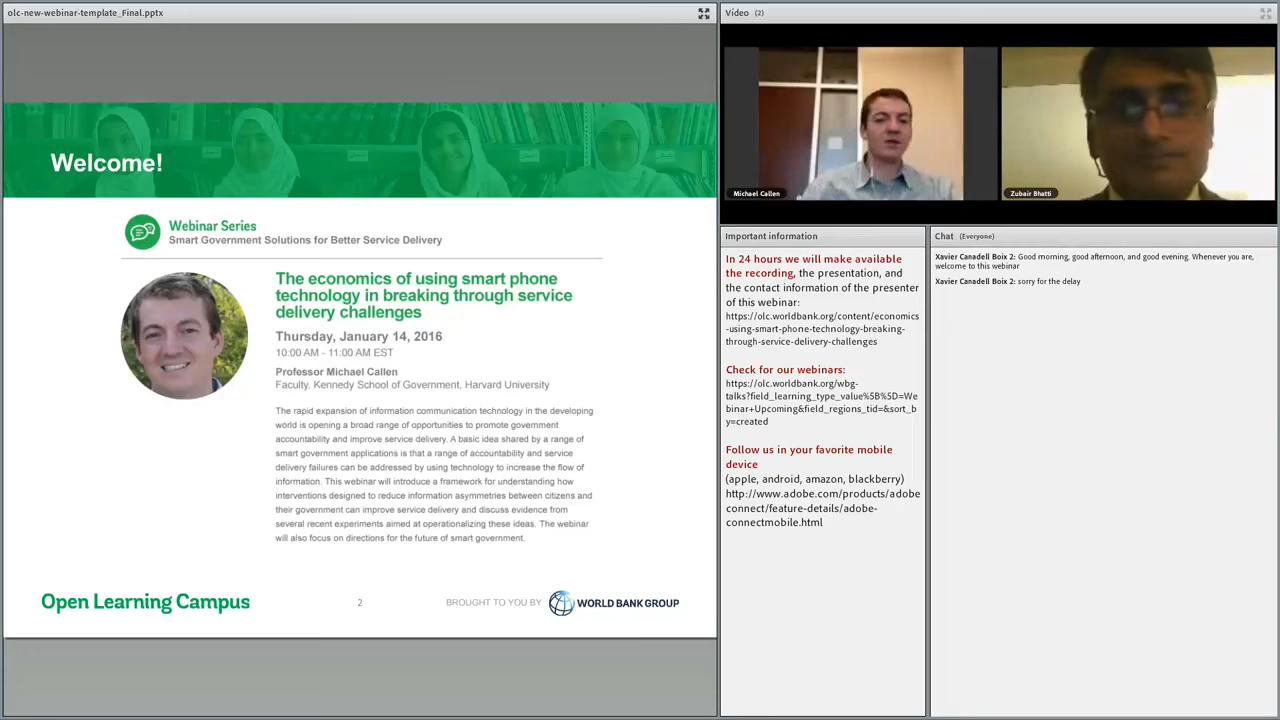 olc-new-webinar-template_Final.pptx
Welcome!
Webinar Series
Smart Government Solutions for Better Service Delivery
The economics of using smart phone
technology in breaking through service
delivery challenges
Thursday, January 14, 2016
10:00 AM - 11:00 AM EST
Professor Michael Callen
Faculty, Kennedy School of Government, Harvard University
The rapid expansion of information communication technology in the developing
world is opening a broad range of opportunities to promote government
accountability and improve service delivery. A basic idea shared by a range of
smart government applications is that a range of accountability and service
delivery failures can be addressed by using technology to increase the flow of
information. This webinar will introduce a framework for understanding how
interventions designed to reduce information asymmetries between citizens and
their government can improve service delivery and discuss evidence from
several recent experiments aimed at operationalizing these ideas. The webinar
will also focus on directions for the future of smart government.
Open Learning Campus
2
BROUGHT TO YOU BY
WORLD BANK GROUP
Vídeo (2)
Michael Callen
Zubair Bhatti
Important information
In 24 hours we will make available
the recording, the presentation, and
the contact information of the presenter
of this webinar:
https://olc.worldbank.org/content/economics
-using-smart-phone-technology-breaking-
through-service-delivery-challenges
Check for our webinars:
https://olc.worldbank.org/wbg-
talks?field_learning_type_value%5B%5D=We
binar+Upcoming&field_regions_tid=&sort_b
y=created
Follow us in your favorite mobile
device
(apple, android, amazon, blackberry)
http://www.adobe.com/products/adobe
connect/feature-details/adobe-
connectmobile.html
Chat (Everyone)
Xavier Canadell Boix 2: Good morning, good afternoon, and good evening. Whenever you are,
welcome to this webinar
Xavier Canadell Boix 2: sorry for the delay